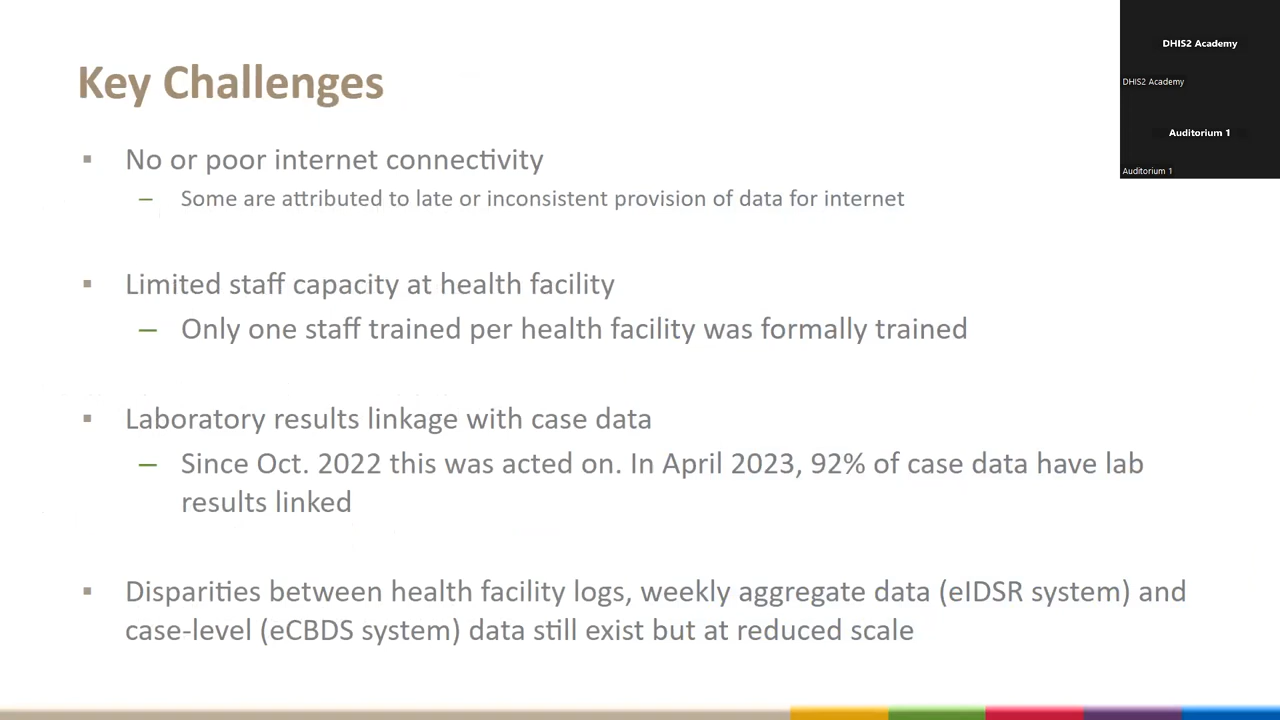 Key Challenges
▪ No or poor internet connectivity
– Some are attributed to late or inconsistent provision of data for internet
▪ Limited staff capacity at health facility
– Only one staff trained per health facility was formally trained
▪ Laboratory results linkage with case data
– Since Oct. 2022 this was acted on. In April 2023, 92% of case data have lab
results linked
▪ Disparities between health facility logs, weekly aggregate data (eIDSR system) and
case-level (eCBDS system) data still exist but at reduced scale
DHIS2 Academy
DHIS2 Academy
Auditorium 1
Auditorium 1